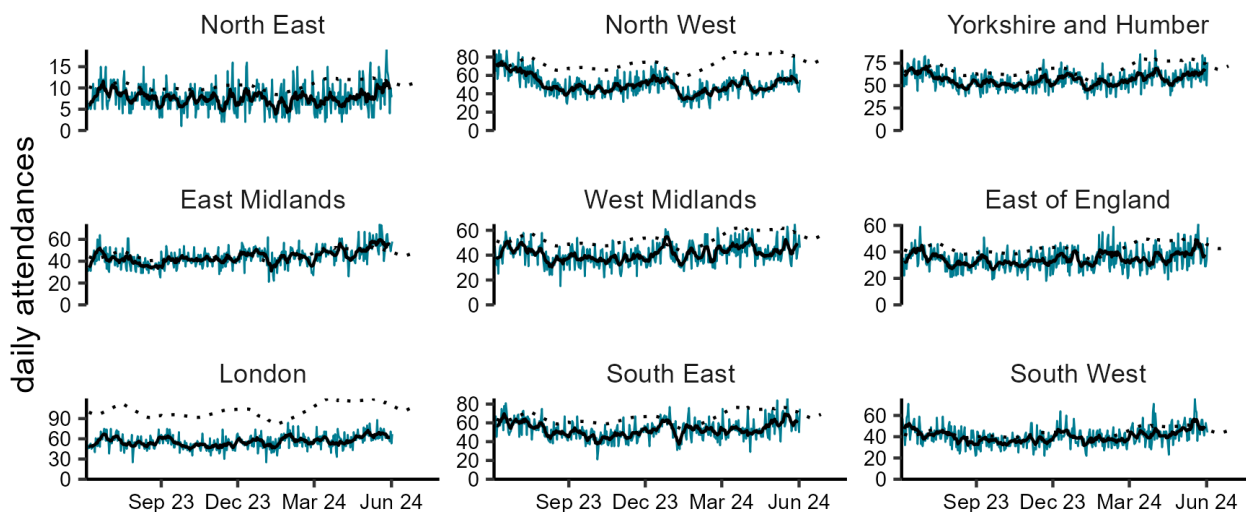 North East
North West
Yorkshire and Humber
15
10
5
0
80
60
40
20
0
75
50
25
0
East Midlands
West Midlands
East of England
60
40
20
0
60
40
20
0
60
40
20
0
London
South East
South West
90
60
30
0
80
60
40
20
0
60
40
20
0
Sep 23 Dec 23 Mar 24 Jun 24
Sep 23 Dec 23 Mar 24 Jun 24
Sep 23 Dec 23 Mar 24 Jun 24
daily attendances